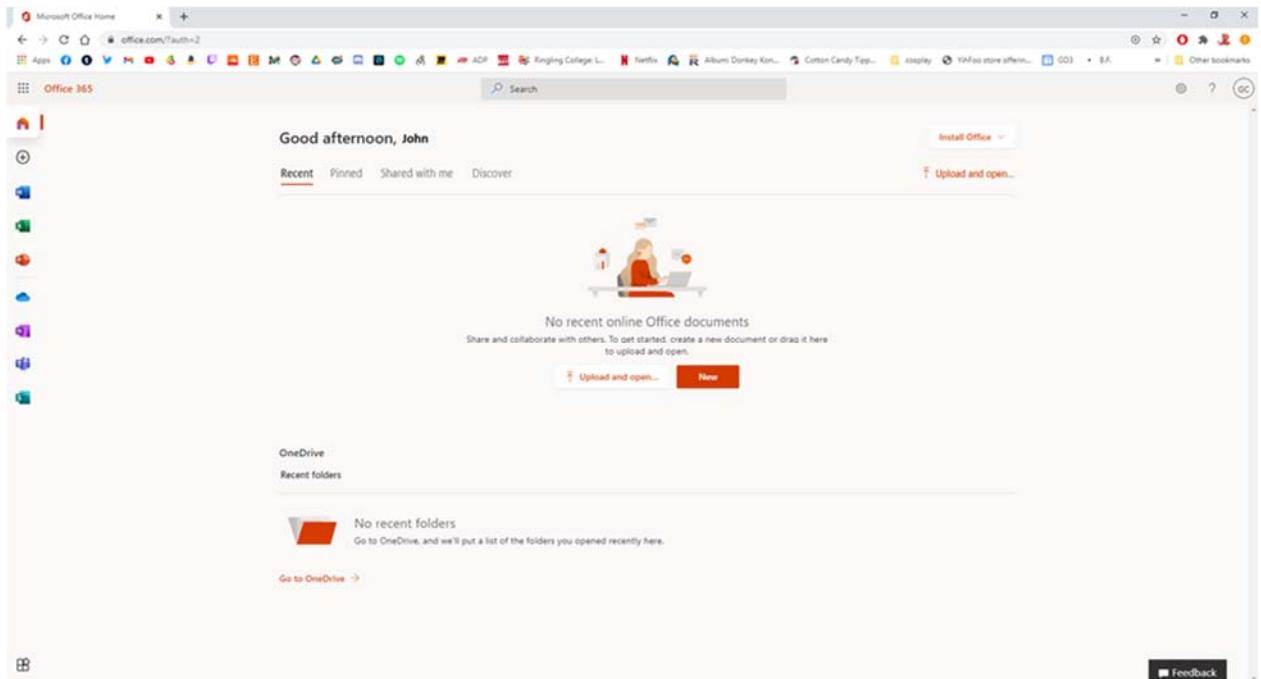 Microsoft Office Home
office.com/?auth=2
Apps ADP Ringling College: L... Netflix Album: Donkey Kon... Cotton Candy Tipp... cosplay YAFoo store offerin... GD3 B.F. Other bookmarks
Office 365
Search
GC
Good afternoon, John
Install Office
Recent Pinned Shared with me Discover
Upload and open...
No recent online Office documents
Share and collaborate with others. To get started, create a new document or drag it here
to upload and open.
Upload and open... New
OneDrive
Recent folders
No recent folders
Go to OneDrive, and we'll put a list of the folders you opened recently here.
Go to OneDrive →
Feedback